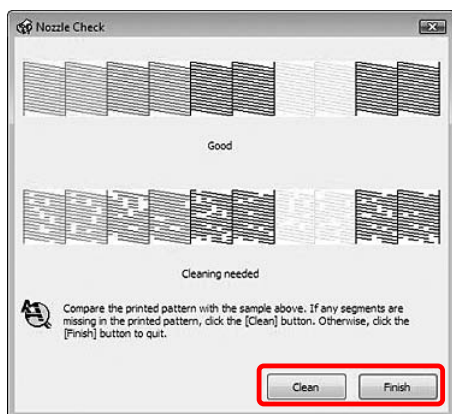 Nozzle Check
Good
Cleaning needed
Compare the printed pattern with the sample above. If any segments are
missing in the printed pattern, click the [Clean] button. Otherwise, click the
[Finish] button to quit.
Clean Finish